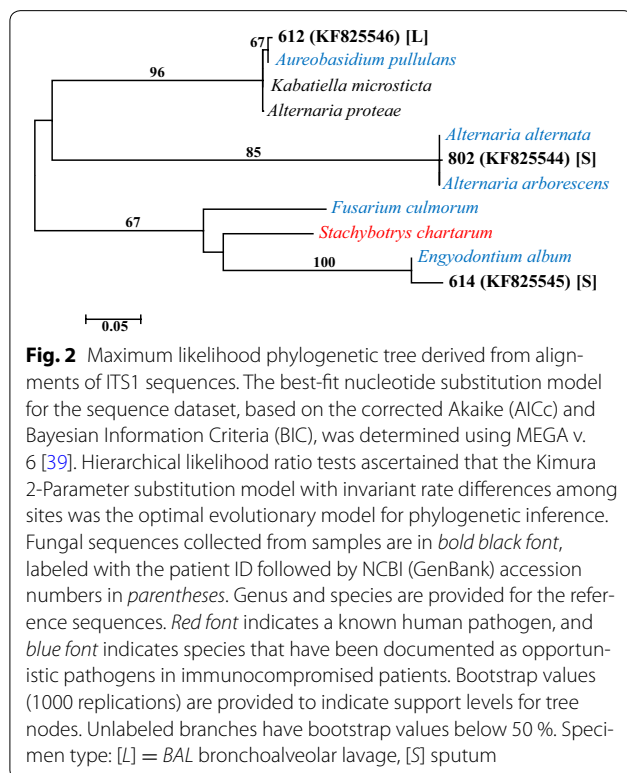 612 (KF825546) [L]
67
Aureobasidium pullulans
96
Kabatiella microsticta
Alternaria proteae
Alternaria alternata
85
802 (KF825544) [S]
Alternaria arborescens
67
Fusarium culmorum
Stachybotrys chartarum
Engyodontium album
100
614 (KF825545) [S]
0.05
Fig. 2 Maximum likelihood phylogenetic tree derived from align-
ments of ITS1 sequences. The best-fit nucleotide substitution model
for the sequence dataset, based on the corrected Akaike (AICc) and
Bayesian Information Criteria (BIC), was determined using MEGA v.
6 [39]. Hierarchical likelihood ratio tests ascertained that the Kimura
2-Parameter substitution model with invariant rate differences among
sites was the optimal evolutionary model for phylogenetic inference.
Fungal sequences collected from samples are in bold black font,
labeled with the patient ID followed by NCBI (GenBank) accession
numbers in parentheses. Genus and species are provided for the refer-
ence sequences. Red font indicates a known human pathogen, and
blue font indicates species that have been documented as opportun-
istic pathogens in immunocompromised patients. Bootstrap values
(1000 replications) are provided to indicate support levels for tree
nodes. Unlabeled branches have bootstrap values below 50 %. Speci-
men type: [L] = BAL bronchoalveolar lavage, [S] sputum